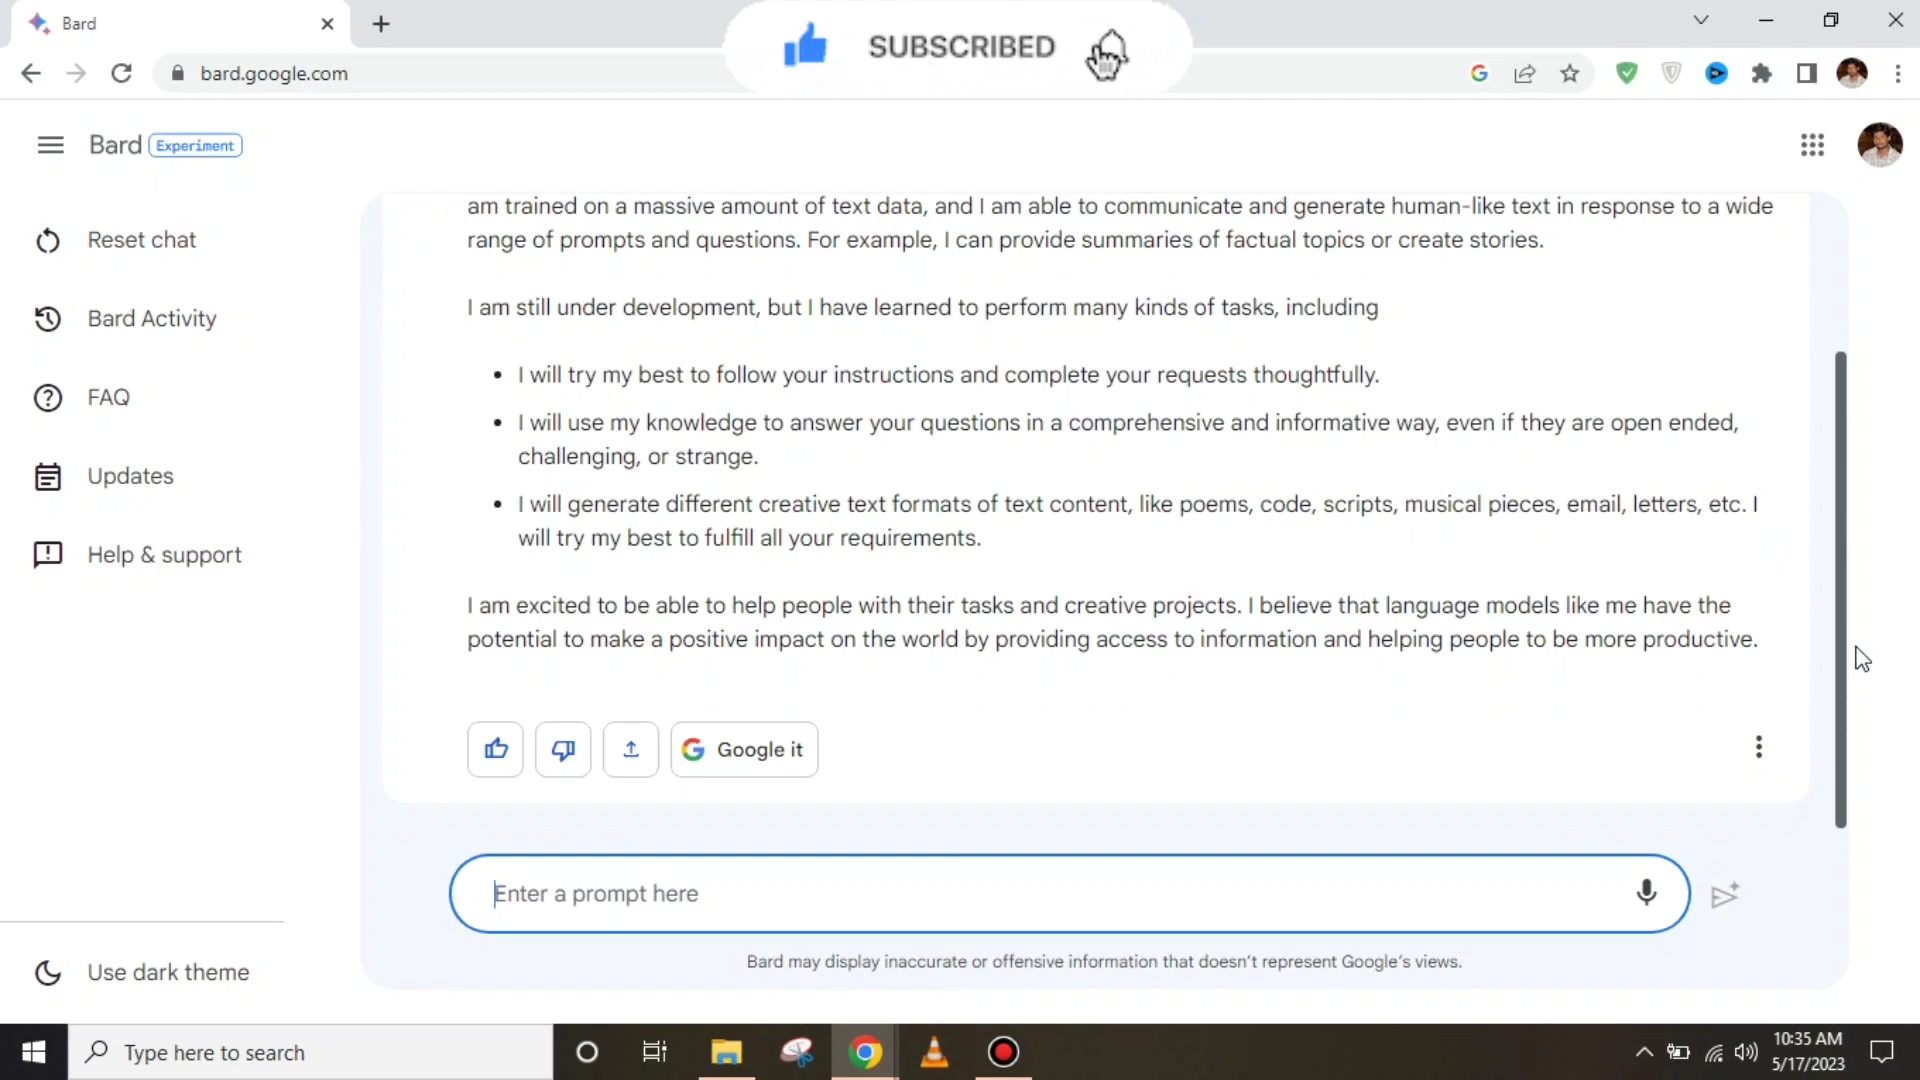 Bard
SUBSCRIBED
bard.google.com
Bard Experiment
Reset chat
Bard Activity
FAQ
Updates
Help & support
Use dark theme
am trained on a massive amount of text data, and I am able to communicate and generate human-like text in response to a wide
range of prompts and questions. For example, I can provide summaries of factual topics or create stories.
I am still under development, but I have learned to perform many kinds of tasks, including
• I will try my best to follow your instructions and complete your requests thoughtfully.
• I will use my knowledge to answer your questions in a comprehensive and informative way, even if they are open ended,
challenging, or strange.
• I will generate different creative text formats of text content, like poems, code, scripts, musical pieces, email, letters, etc. I
will try my best to fulfill all your requirements.
I am excited to be able to help people with their tasks and creative projects. I believe that language models like me have the
potential to make a positive impact on the world by providing access to information and helping people to be more productive.
Google it
Enter a prompt here
Bard may display inaccurate or offensive information that doesn't represent Google's views.
Type here to search
10:35 AM
5/17/2023